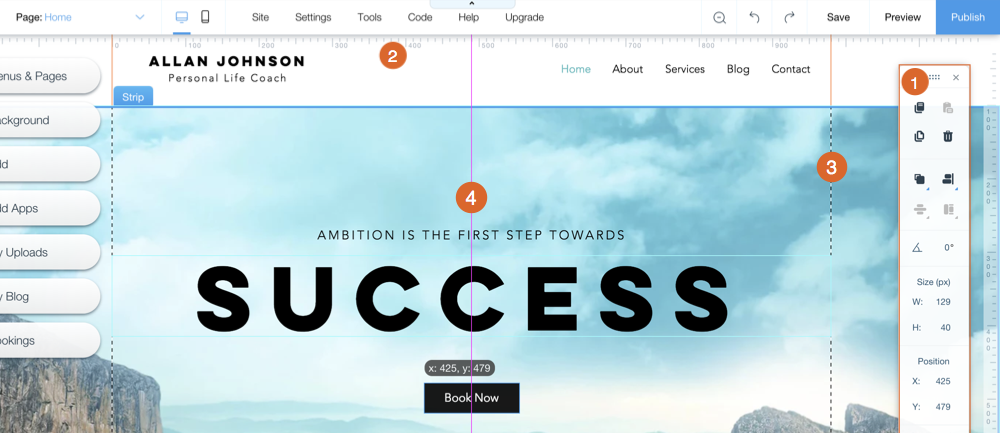 Page: Home Site Settings Tools Code Help Upgrade Save Preview Publish
0 100 200 300 400 500 600 700 800 900
2
ALLAN JOHNSON
Personal Life Coach
Home About Services Blog Contact
enus & Pages
1
Strip
ackground
dd
3
4
d Apps
AMBITION IS THE FIRST STEP TOWARDS
y Uploads
0°
SUCCESS
Size (px)
y Blog
W: 129
H: 40
ookings
Position
x: 425, y: 479
X: 425
Book Now
Y: 479